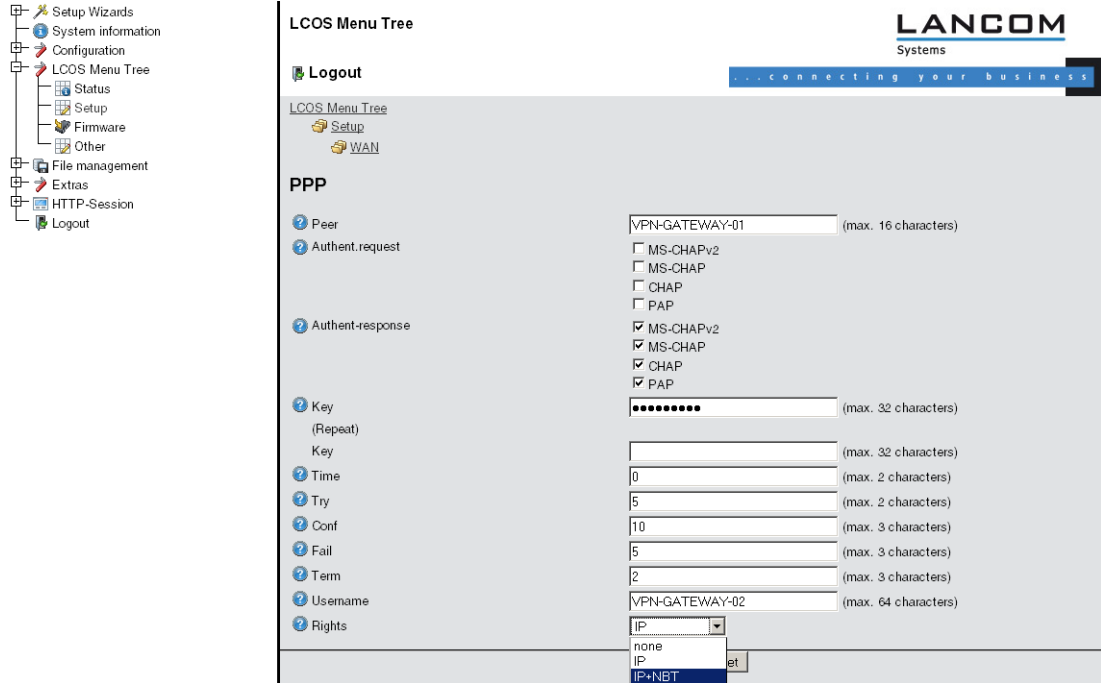 Setup Wizards
System information
Configuration
LCOS Menu Tree
Status
Setup
Firmware
Other
File management
Extras
HTTP-Session
Logout
LCOS Menu Tree
LANCOM
Systems
Logout
...connecting your business
LCOS Menu Tree
Setup
WAN
PPP
Peer VPN-GATEWAY-01 (max. 16 characters)
Authent.request MS-CHAPv2
MS-CHAP
CHAP
PAP
Authent-response MS-CHAPv2
MS-CHAP
CHAP
PAP
Key ●●●●●●●●● (max. 32 characters)
(Repeat)
Key (max. 32 characters)
Time 0 (max. 2 characters)
Try 5 (max. 2 characters)
Conf 10 (max. 3 characters)
Fail 5 (max. 3 characters)
Term 2 (max. 3 characters)
Username VPN-GATEWAY-02 (max. 64 characters)
Rights IP
none
IP et
IP+NBT